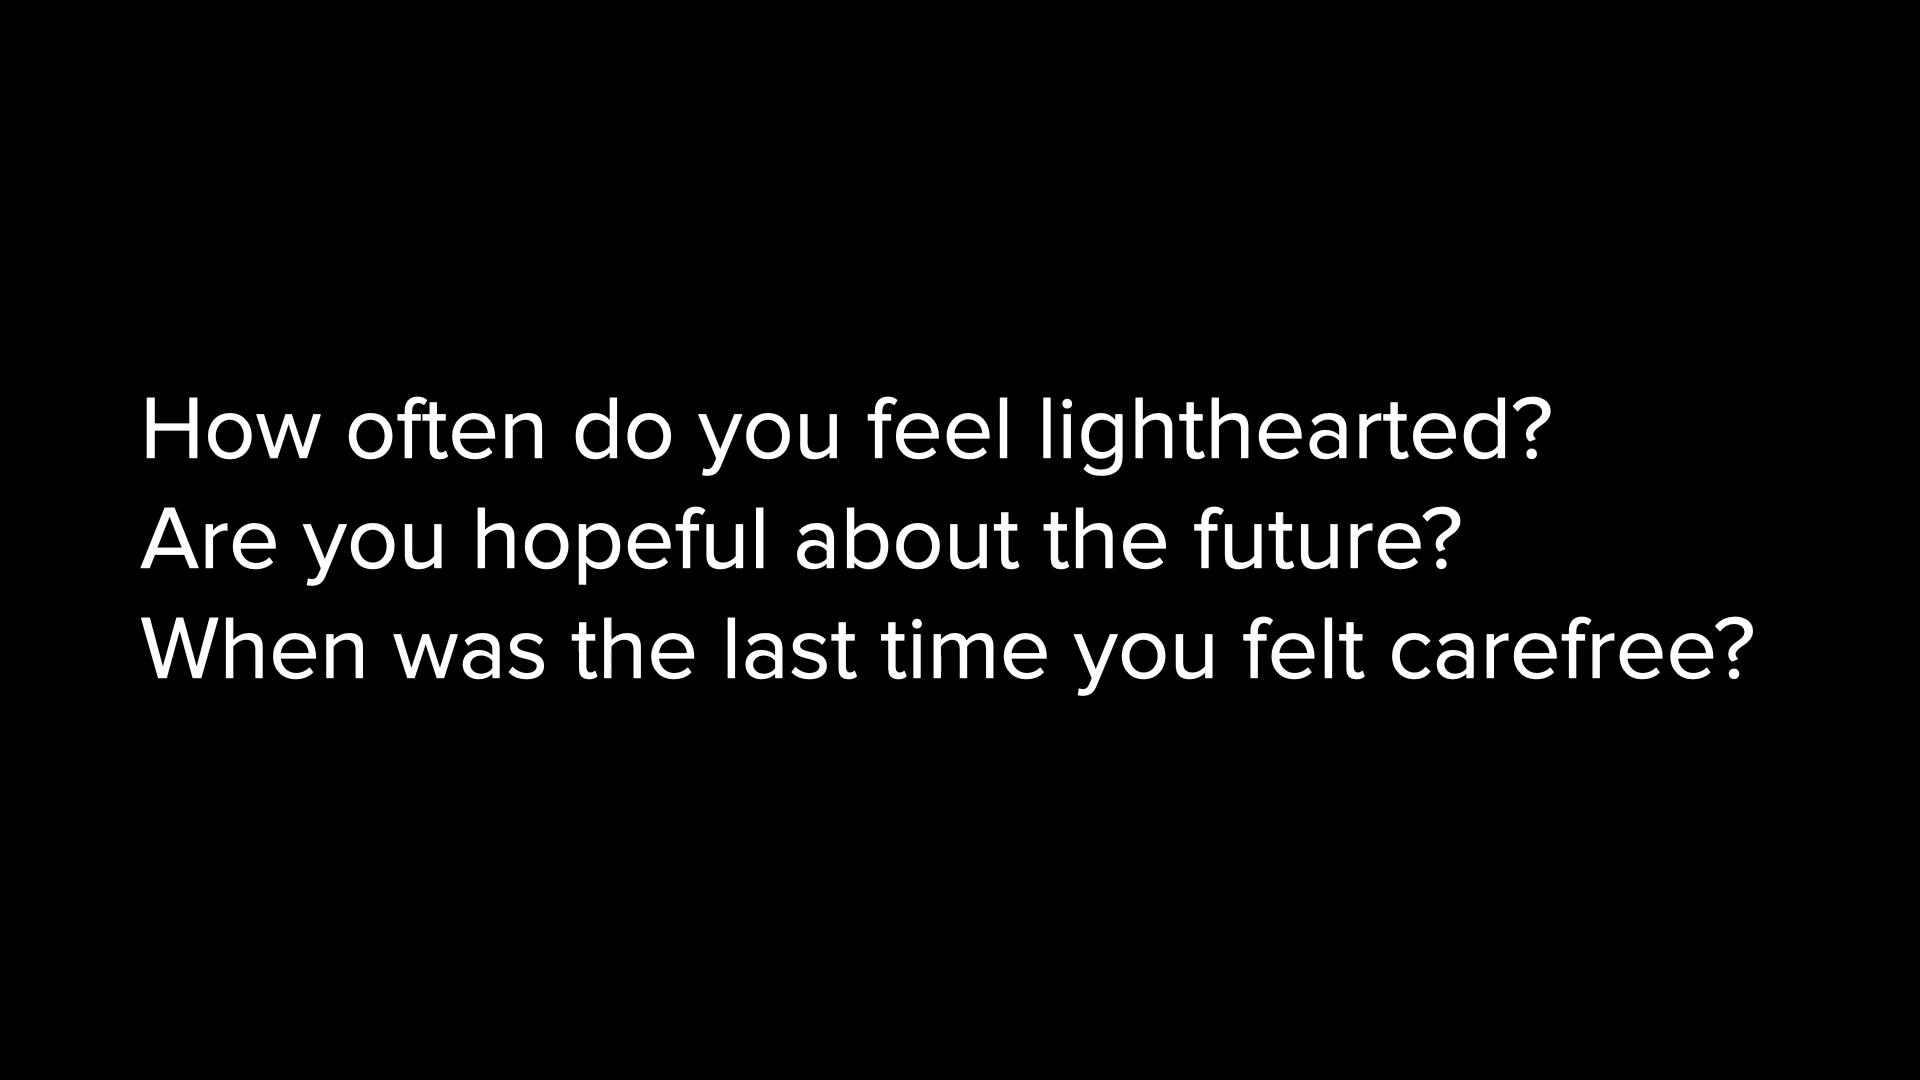 How often do you feel lighthearted?
Are you hopeful about the future?
When was the last time you felt carefree?